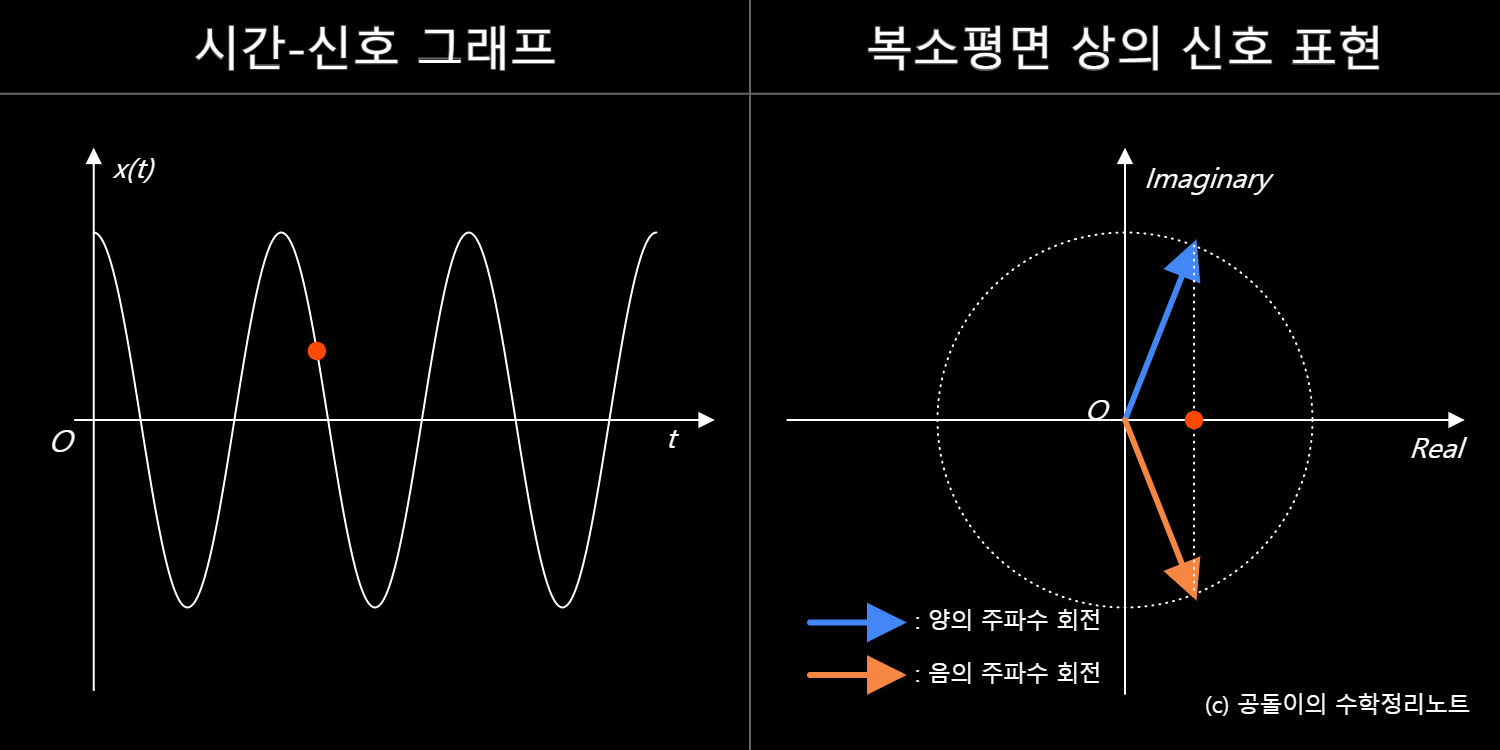 시간-신호 그래프
x(t)
O
t
복소평면 상의 신호 표현
Imaginary
O
Real
: 양의 주파수 회전
: 음의 주파수 회전
(c) 공돌이의 수학정리노트